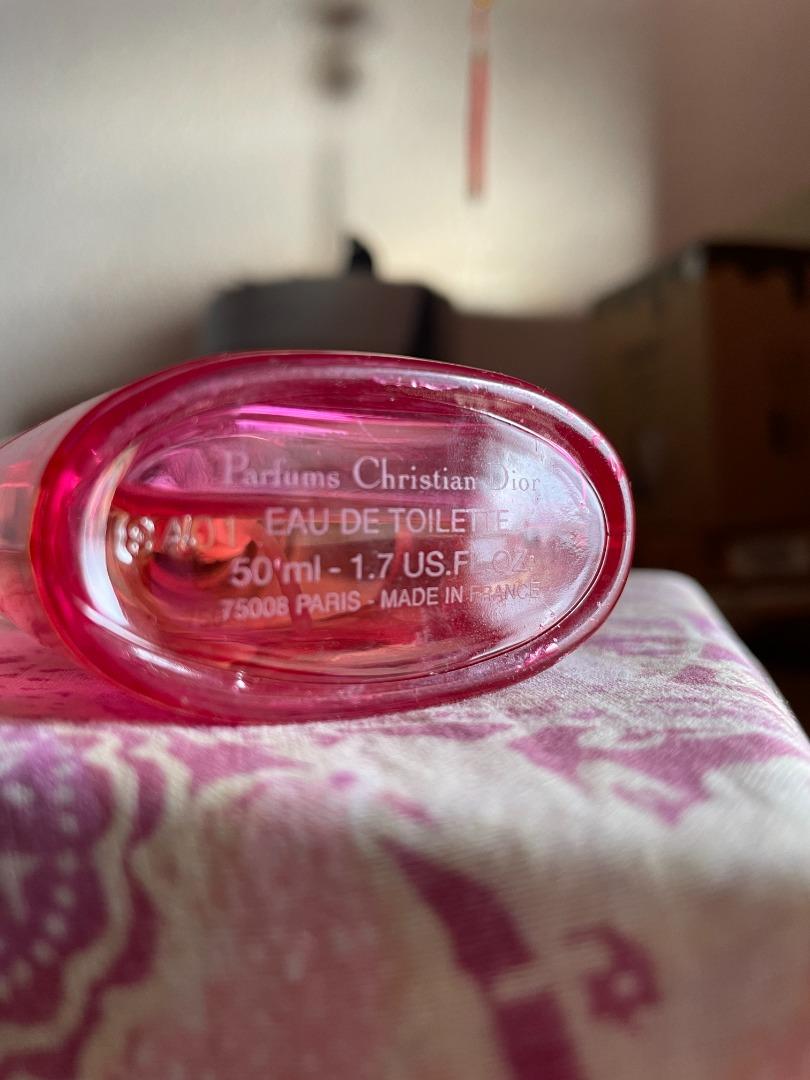 Parfums Christian Dior
EAU DE TOILETTE
50 ml - 1.7 US.FL.OZ.
75008 PARIS - MADE IN FRANCE